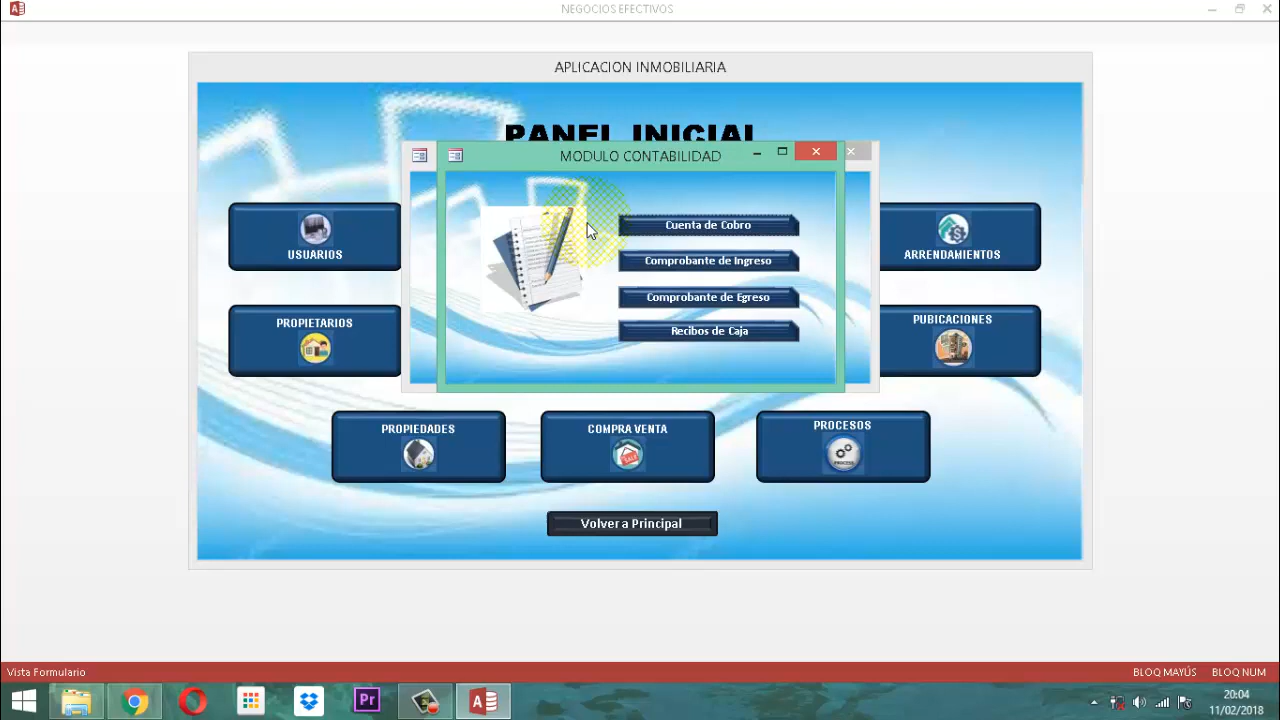 NEGOCIOS EFECTIVOS
APLICACION INMOBILIARIA
PANEL INICIAL
MODULO CONTABILIDAD
Cuenta de Cobro
Comprobante de Ingreso
Comprobante de Egreso
Recibos de Caja
USUARIOS
ARRENDAMIENTOS
PROPIETARIOS
PUBICACIONES
PROPIEDADES
COMPRA VENTA
PROCESOS
PROCESS
Volver a Principal
Vista Formulario
BLOQ MAYÚS
BLOQ NUM
Pr
20:04
11/02/2018